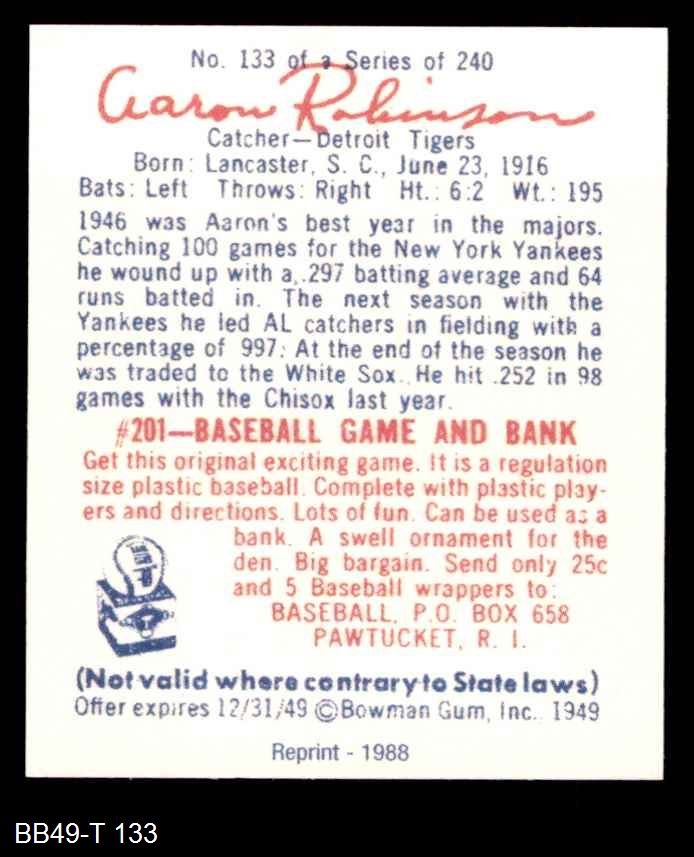 No. 133 of a Series of 240
Aaron Robinson
Catcher—Detroit Tigers
Born: Lancaster, S. C., June 23, 1916
Bats: Left Throws: Right Ht.: 6:2 Wt.: 195
1946 was Aaron's best year in the majors.
Catching 100 games for the New York Yankees
he wound up with a .297 batting average and 64
runs batted in. The next season with the
Yankees he led AL catchers in fielding with a
percentage of 997. At the end of the season he
was traded to the White Sox. He hit .252 in 98
games with the Chisox last year.
#201—BASEBALL GAME AND BANK
Get this original exciting game. It is a regulation
size plastic baseball. Complete with plastic play-
ers and directions. Lots of fun. Can be used as a
bank. A swell ornament for the
den. Big bargain. Send only 25c
and 5 Baseball wrappers to:
BASEBALL, P.O. BOX 658
PAWTUCKET, R. I.
(Not valid where contrary to State laws)
Offer expires 12/31/49 ©Bowman Gum, Inc. 1949
Reprint - 1988
BB49-T 133